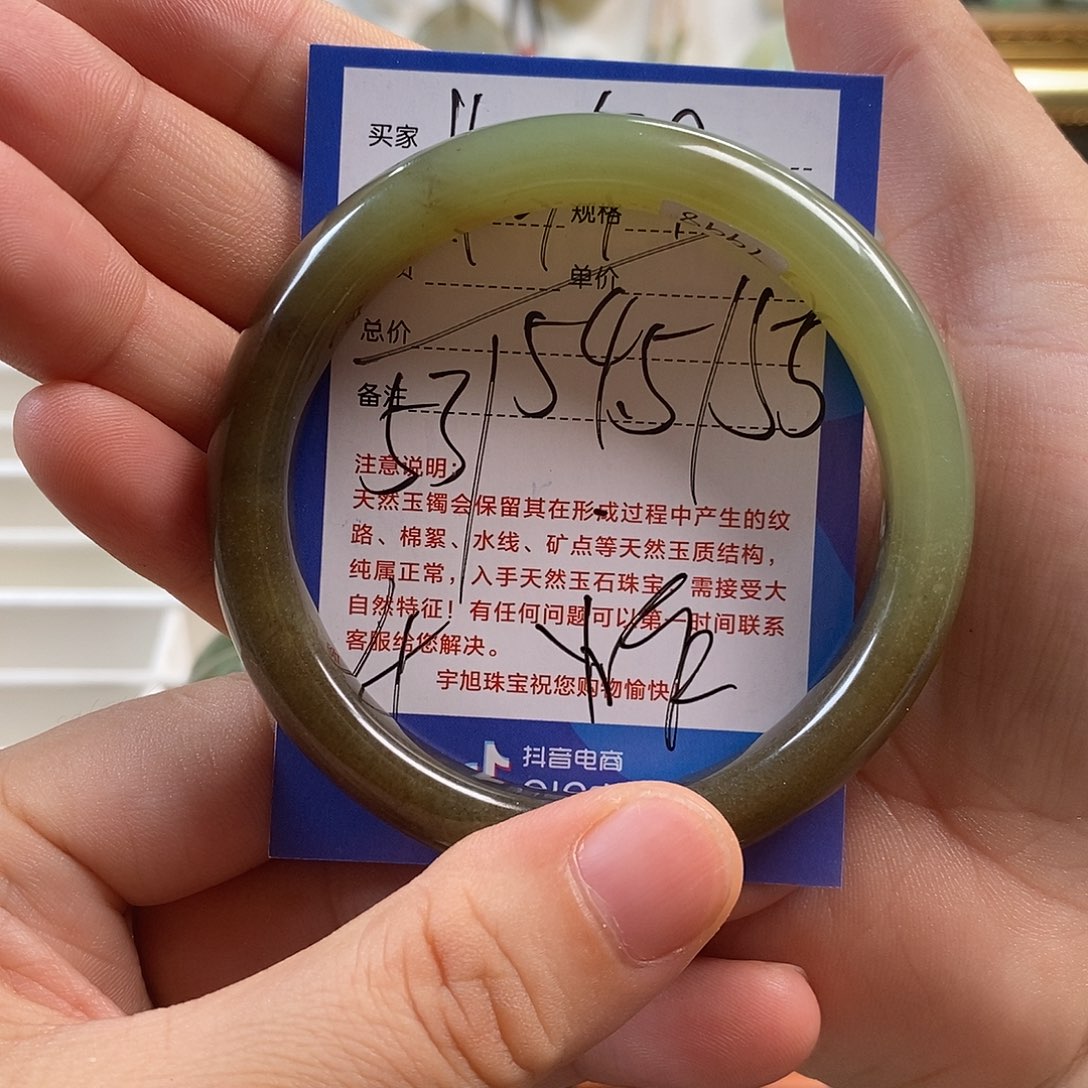 买家
规格
单价
总价
545/53
备注
53/
注意说明：
天然玉镯会保留其在形成过程中产生的纹
路、棉絮、水线、矿点等天然玉质结构，
纯属正常，入手天然玉石珠宝，需接受大
自然特征！有任何问题可以第一时间联系
客服给您解决。
宇旭珠宝祝您购物愉快
抖音电商